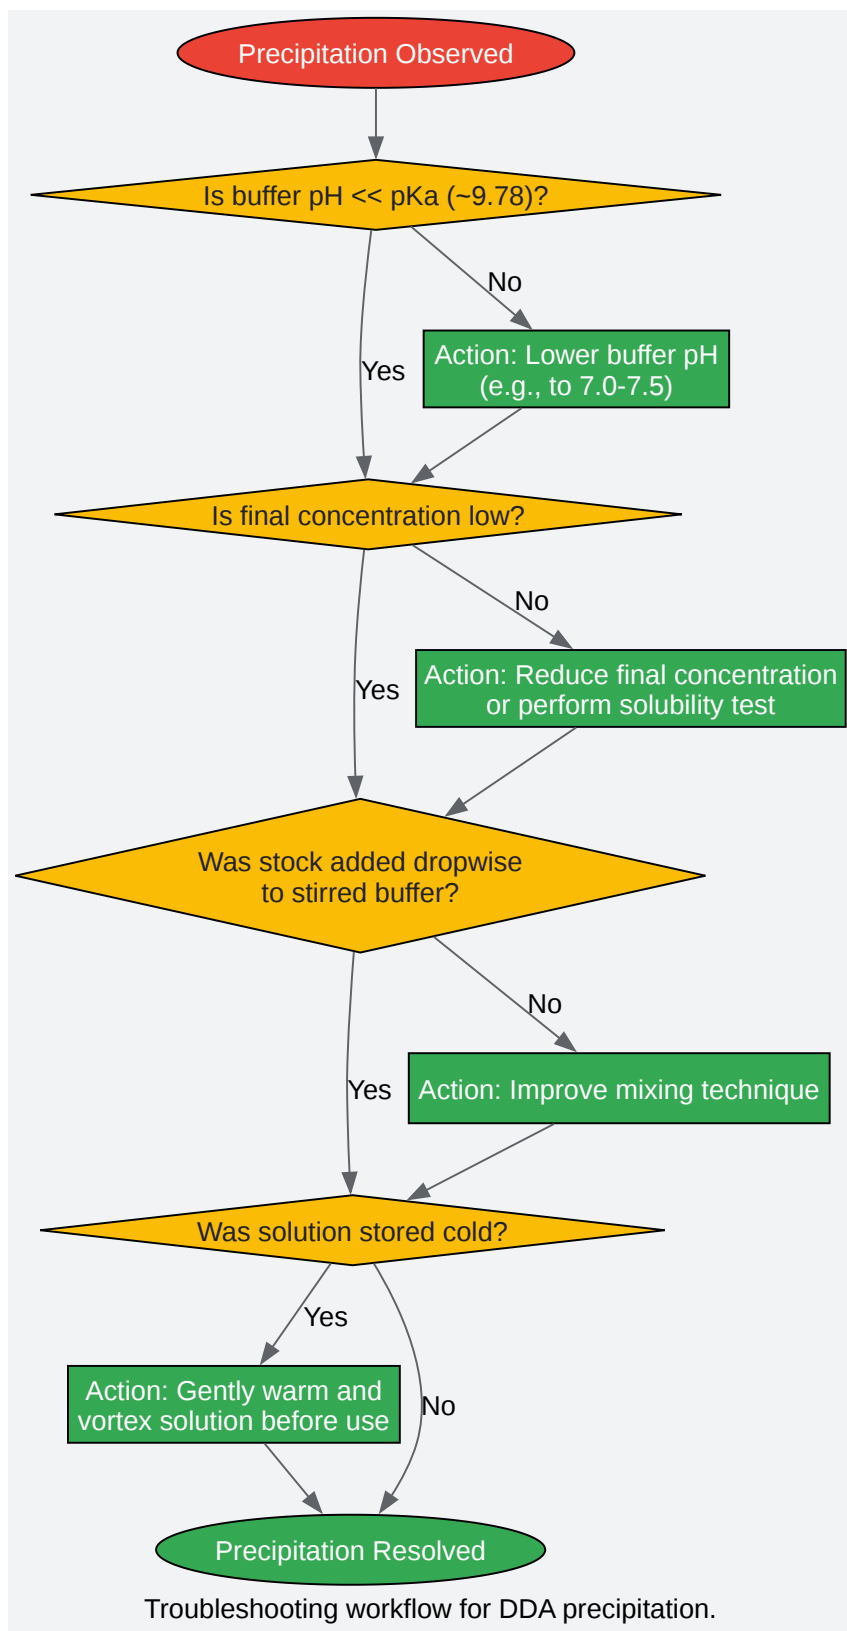 Precipitation Observed
Is buffer pH << pKa (~9.78)?
No
Action: Lower buffer pH
(e.g., to 7.0-7.5)
Yes
Is final concentration low?
No
Action: Reduce final concentration
or perform solubility test
Yes
Was stock added dropwise
to stirred buffer?
No
Action: Improve mixing technique
Yes
Was solution stored cold?
Yes
Action: Gently warm and
vortex solution before use
No
Precipitation Resolved
Troubleshooting workflow for DDA precipitation.